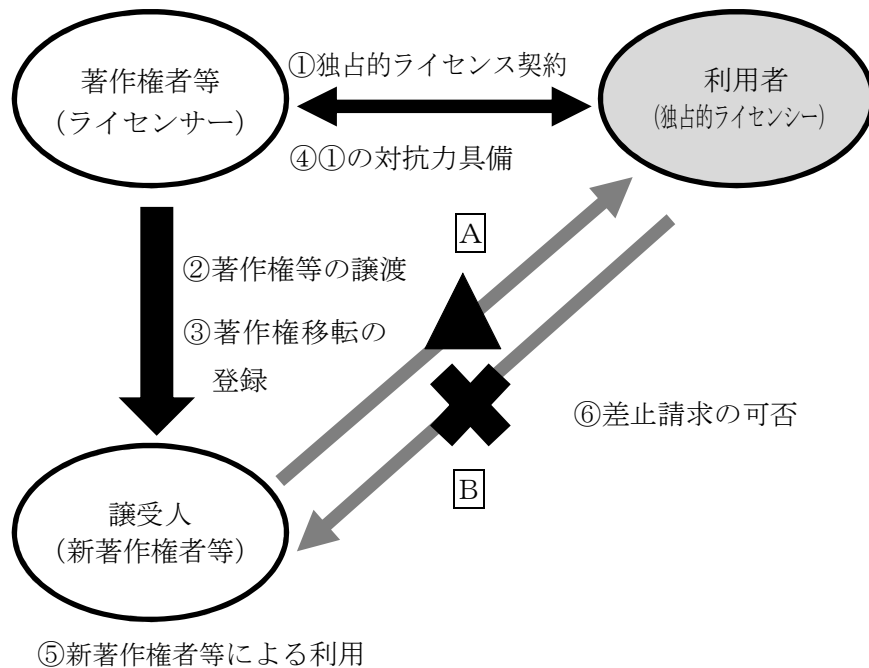 著作権者等
（ライセンサー）
①独占的ライセンス契約
④①の対抗力具備
利用者
（独占的ライセンシー）
A
②著作権等の譲渡
③著作権移転の
登録
⑥差止請求の可否
B
譲受人
（新著作権者等）
⑤新著作権者等による利用